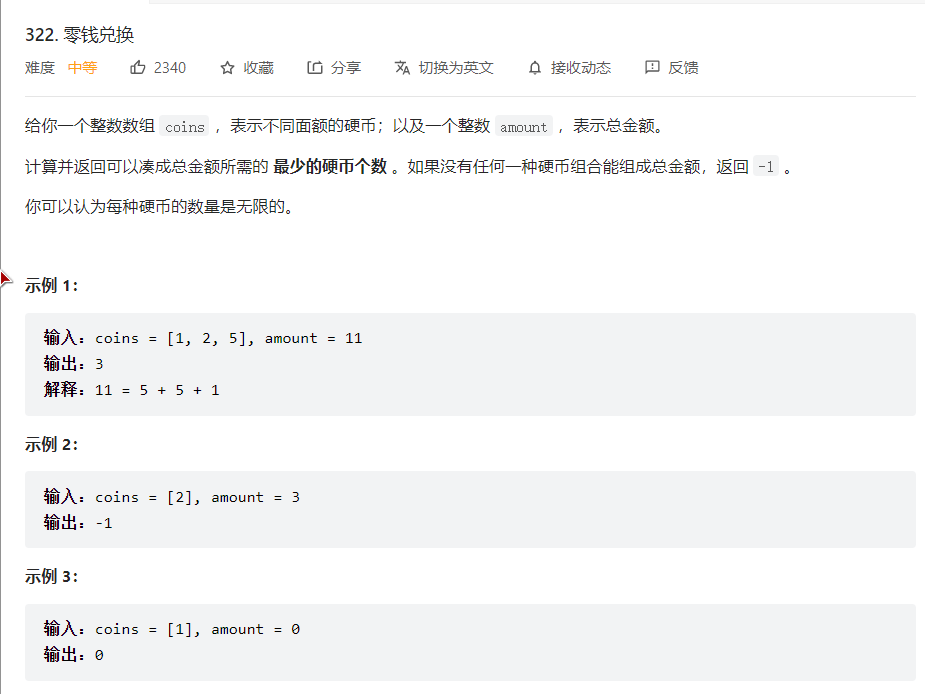 322. 零钱兑换
难度 中等 2340 收藏 分享 切换为英文 接收动态 反馈
给你一个整数数组 coins ，表示不同面额的硬币；以及一个整数 amount ，表示总金额。
计算并返回可以凑成总金额所需的 最少的硬币个数 。如果没有任何一种硬币组合能组成总金额，返回 -1 。
你可以认为每种硬币的数量是无限的。
示例 1：
输入：coins = [1, 2, 5], amount = 11
输出：3
解释：11 = 5 + 5 + 1
示例 2：
输入：coins = [2], amount = 3
输出：-1
示例 3：
输入：coins = [1], amount = 0
输出：0